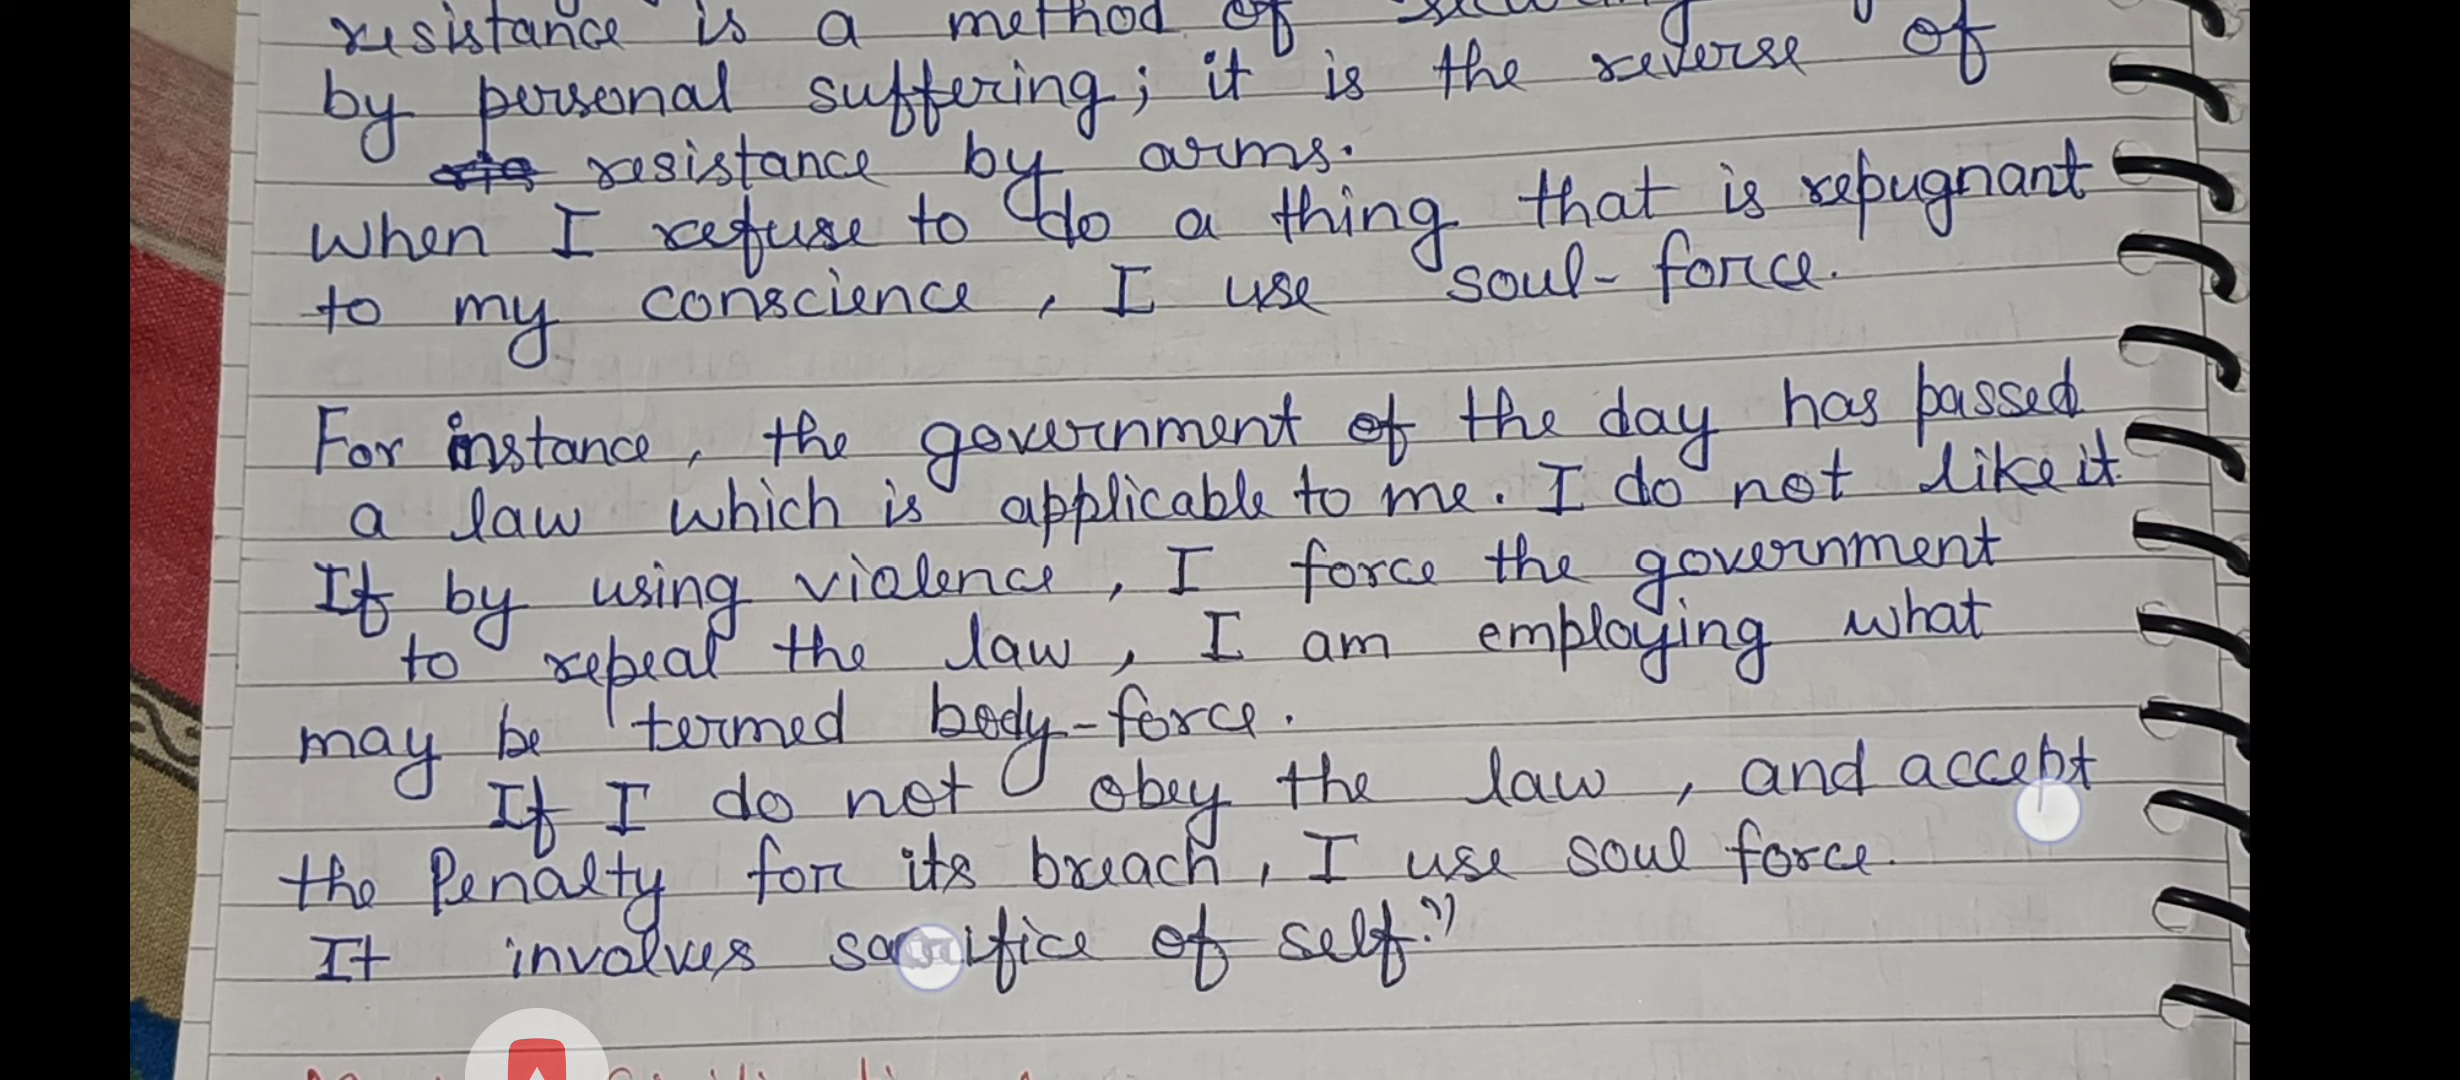 resistance is a method of
by personal suffering; it is the reverse of
resistance by arms.
When I refuse to do a thing that is repugnant
to my conscience, I use soul-force.
For instance, the government of the day has passed
a law which is applicable to me. I do not like it.
If by using violence, I force the government
to repeal the law, I am employing what
may be termed body-force.
If I do not obey the law, and accept
the Penalty for its breach, I use soul force.
It involves sacrifice of self."